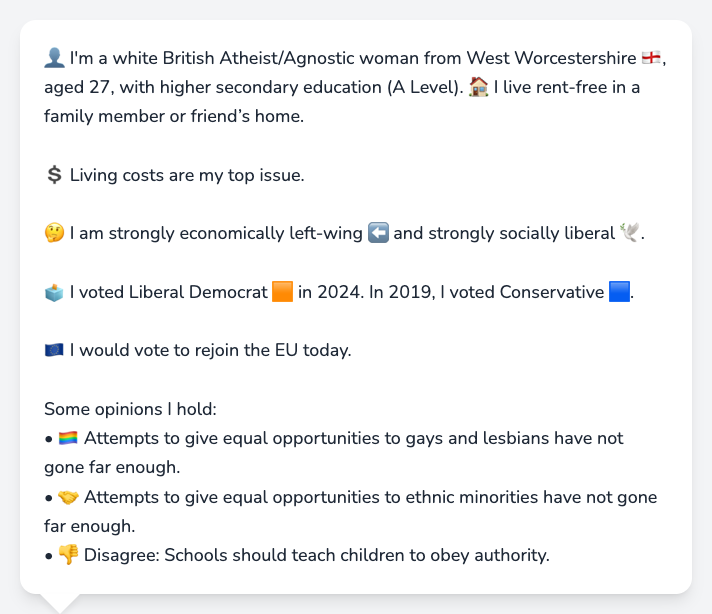 👤 I'm a white British Atheist/Agnostic woman from West Worcestershire 🏴󠁧󠁢󠁥󠁮󠁧󠁿,
aged 27, with higher secondary education (A Level). 🏠 I live rent-free in a
family member or friend’s home.
💲 Living costs are my top issue.
🤔 I am strongly economically left-wing ⬅️ and strongly socially liberal 🕊️.
🗳️ I voted Liberal Democrat 🟧 in 2024. In 2019, I voted Conservative 🟦.
🇪🇺 I would vote to rejoin the EU today.
Some opinions I hold:
• 🏳️‍🌈 Attempts to give equal opportunities to gays and lesbians have not
gone far enough.
• 🤝 Attempts to give equal opportunities to ethnic minorities have not gone
far enough.
• 👎 Disagree: Schools should teach children to obey authority.